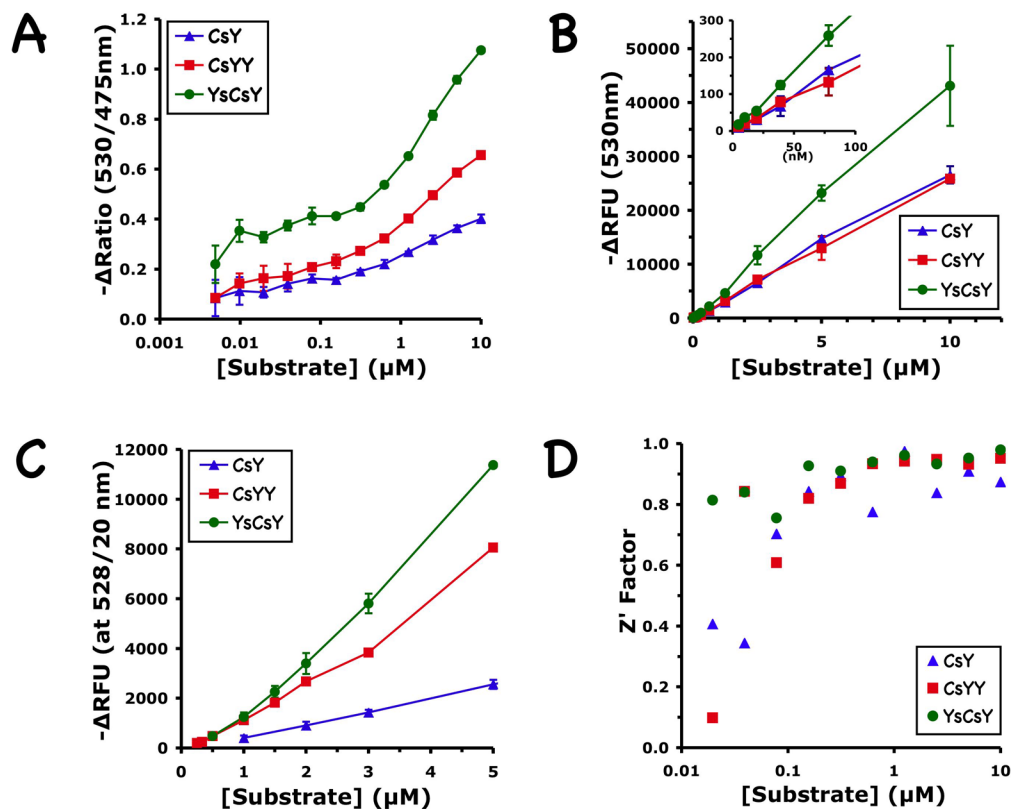 A
-ΔRatio (530/475nm)
1.2
1.0
0.8
0.6
0.4
0.2
0.0
CsY
CsYY
YsCsY
0.001
0.01
0.1
1
10
[Substrate] (µM)
B
-ΔRFU (530nm)
50000
40000
30000
20000
10000
0
300
200
100
0
0
50
100
(nM)
CsY
CsYY
YsCsY
0
5
10
[Substrate] (µM)
C
-ΔRFU (at 528/20 nm)
12000
10000
8000
6000
4000
2000
0
CsY
CsYY
YsCsY
0
1
2
3
4
5
[Substrate] (µM)
D
Z' Factor
1.0
0.8
0.6
0.4
0.2
0.0
CsY
CsYY
YsCsY
0.01
0.1
1
10
[Substrate] (µM)